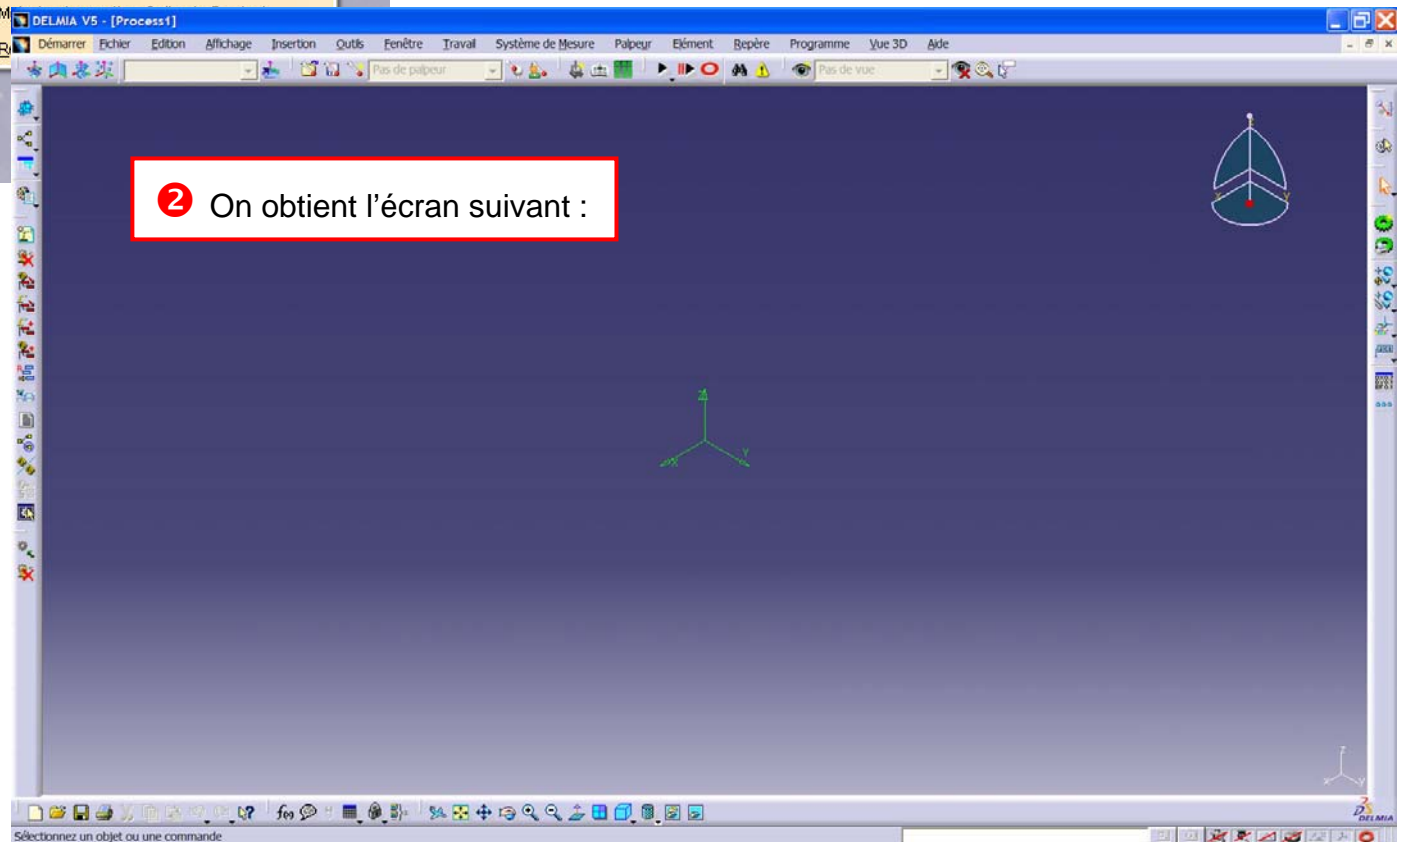 DELMIA V5 - [Process1]
Démarrer Fichier Edition Affichage Insertion Outils Fenêtre Travail Système de Mesure Palpeur Elément Repère Programme Vue 3D Aide
Pas de palpeur Pas de vue
❷ On obtient l’écran suivant :
Z
X Y
Z
X Y
z
x y
DELMIA
Sélectionnez un objet ou une commande